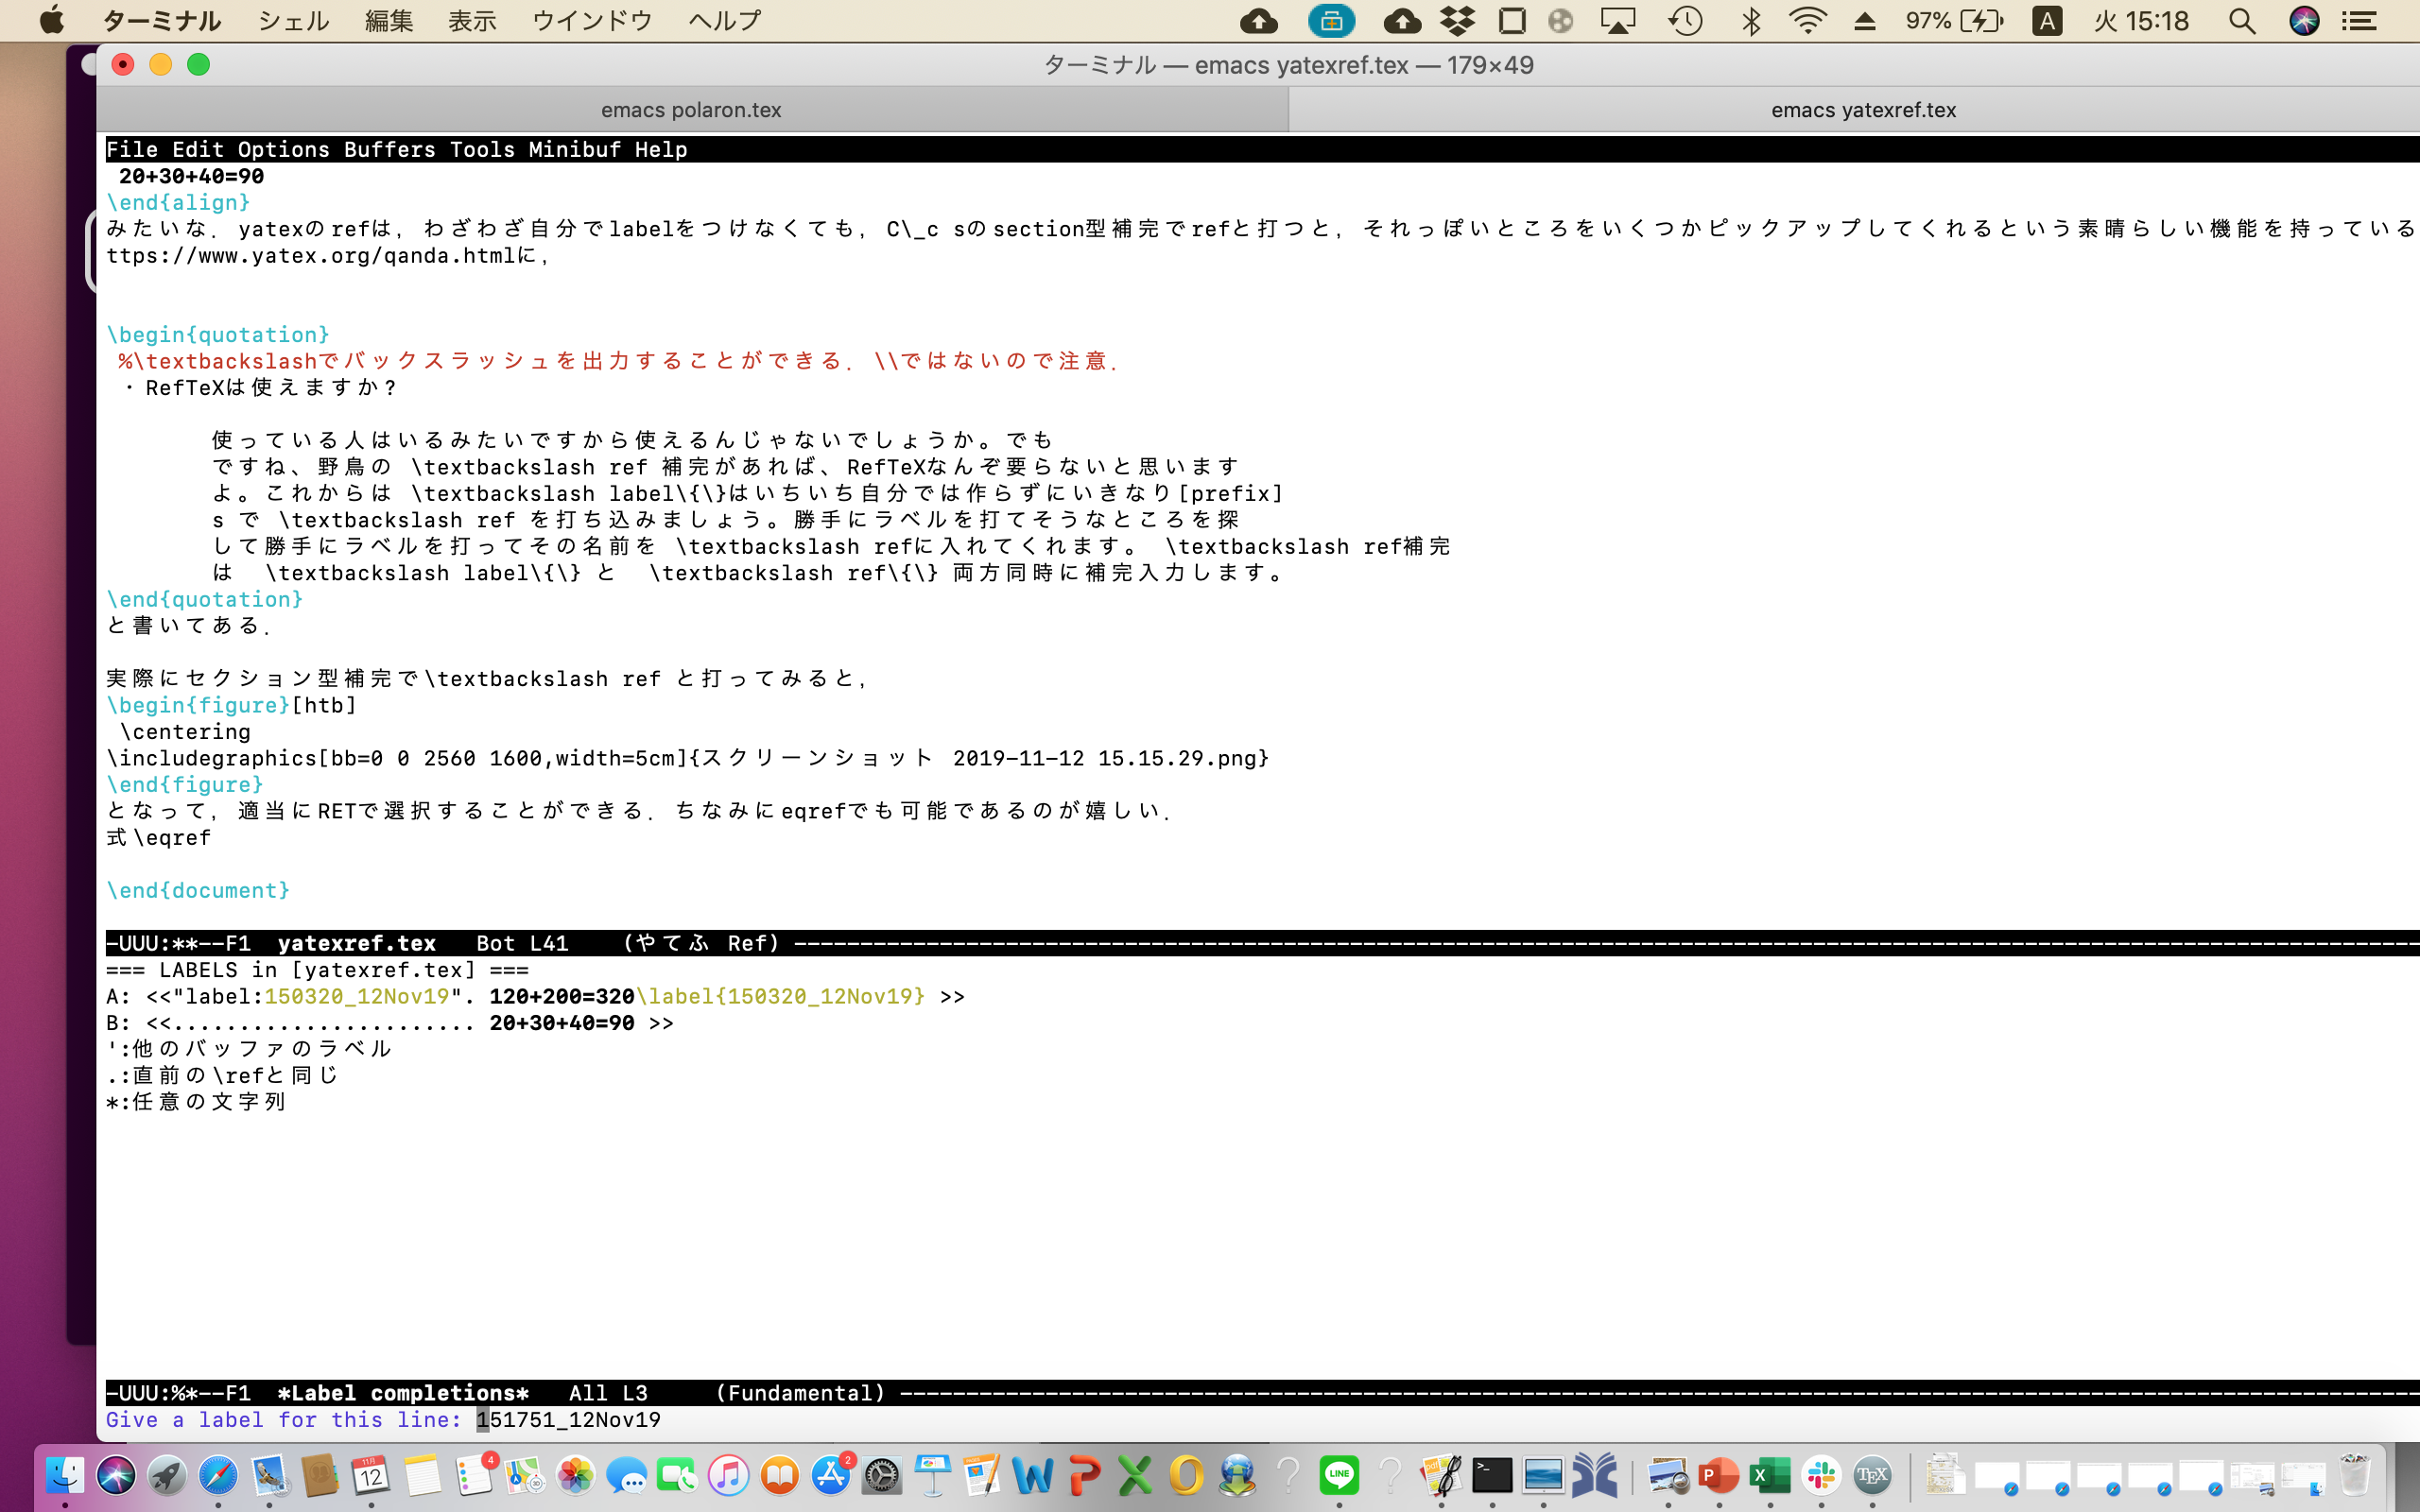 ターミナル シェル 編集 表示 ウインドウ ヘルプ 97% A 火 15:18
ターミナル — emacs yatexref.tex — 179×49
emacs polaron.tex emacs yatexref.tex
File Edit Options Buffers Tools Minibuf Help
20+30+40=90
\end{align}
みたいな．yatexのrefは，わざわざ自分でlabelをつけなくても，C\_c sのsection型補完でrefと打つと，それっぽいところをいくつかピックアップしてくれるという素晴らしい機能を持っている
ttps://www.yatex.org/qanda.htmlに，
\begin{quotation}
%\textbackslashでバックスラッシュを出力することができる．\\ではないので注意．
・RefTeXは使えますか?
使っている人はいるみたいですから使えるんじゃないでしょうか。でも
ですね、野鳥の \textbackslash ref 補完があれば、RefTeXなんぞ要らないと思います
よ。これからは \textbackslash label\{\}はいちいち自分では作らずにいきなり[prefix]
s で \textbackslash ref を打ち込みましょう。勝手にラベルを打てそうなところを探
して勝手にラベルを打ってその名前を \textbackslash refに入れてくれます。 \textbackslash ref補完
は \textbackslash label\{\} と \textbackslash ref\{\} 両方同時に補完入力します。
\end{quotation}
と書いてある．
実際にセクション型補完で\textbackslash ref と打ってみると，
\begin{figure}[htb]
\centering
\includegraphics[bb=0 0 2560 1600,width=5cm]{スクリーンショット 2019-11-12 15.15.29.png}
\end{figure}
となって，適当にRETで選択することができる．ちなみにeqrefでも可能であるのが嬉しい．
式\eqref
\end{document}
-UUU:**--F1 yatexref.tex Bot L41 (やてふ Ref) ----------
=== LABELS in [yatexref.tex] ===
A: <<"label:150320_12Nov19". 120+200=320\label{150320_12Nov19} >>
B: <<....................... 20+30+40=90 >>
':他のバッファのラベル
.:直前の\refと同じ
*:任意の文字列
-UUU:%*--F1 *Label completions* All L3 (Fundamental) ----------
Give a label for this line: 151751_12Nov19
4 11月 12 2 LINE TEX